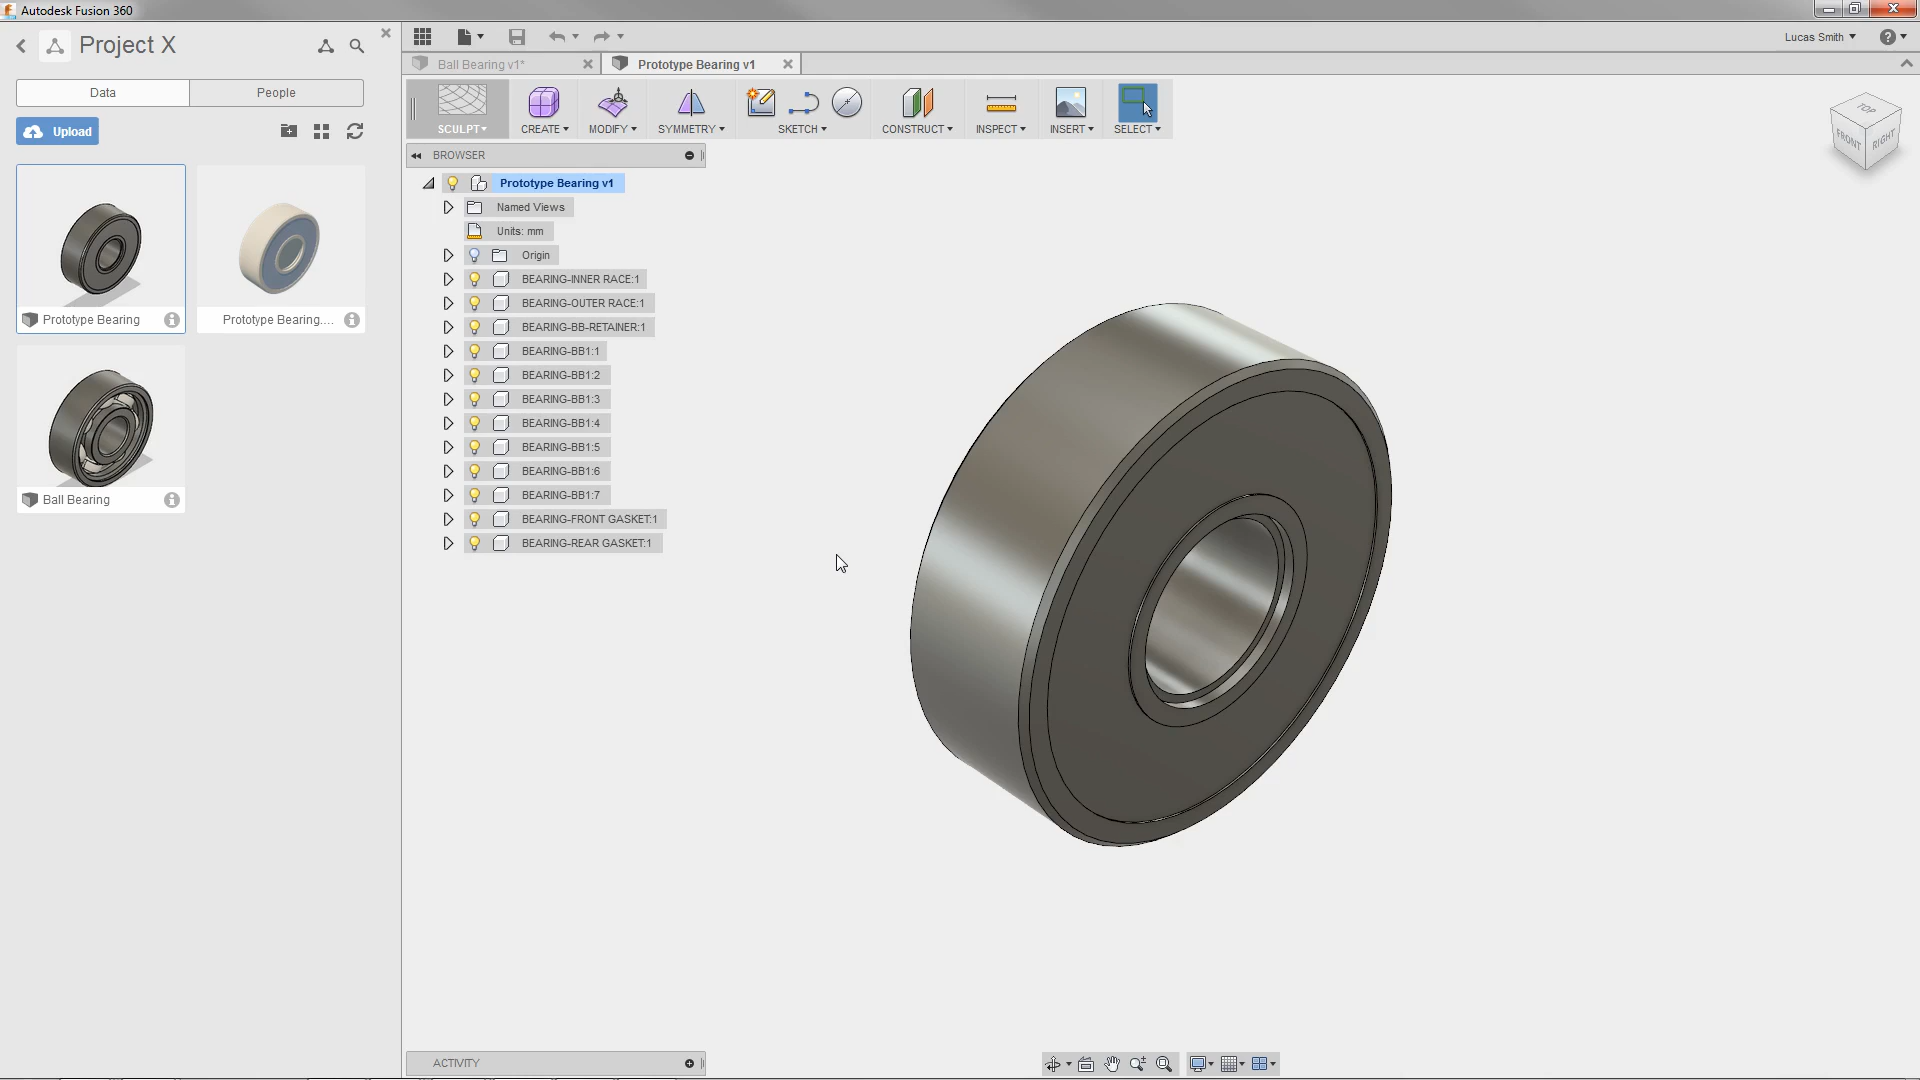 Autodesk Fusion 360
Project X
Data
People
Upload
Prototype Bearing
Prototype Bearing....
Ball Bearing
Lucas Smith
Ball Bearing v1*
Prototype Bearing v1
SCULPT
CREATE
MODIFY
SYMMETRY
SKETCH
CONSTRUCT
INSPECT
INSERT
SELECT
TOP
FRONT
RIGHT
BROWSER
Prototype Bearing v1
Named Views
Units: mm
Origin
BEARING-INNER RACE:1
BEARING-OUTER RACE:1
BEARING-BB-RETAINER:1
BEARING-BB1:1
BEARING-BB1:2
BEARING-BB1:3
BEARING-BB1:4
BEARING-BB1:5
BEARING-BB1:6
BEARING-BB1:7
BEARING-FRONT GASKET:1
BEARING-REAR GASKET:1
ACTIVITY